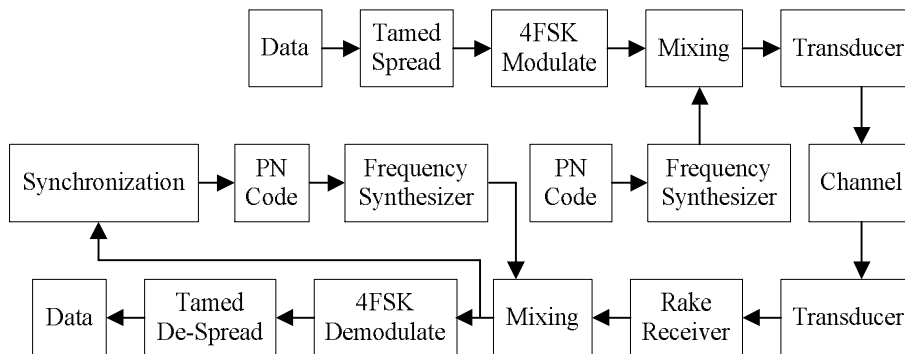 Data
Tamed
Spread
4FSK
Modulate
Mixing
Transducer
Synchronization
PN
Code
Frequency
Synthesizer
PN
Code
Frequency
Synthesizer
Channel
Data
Tamed
De-Spread
4FSK
Demodulate
Mixing
Rake
Receiver
Transducer